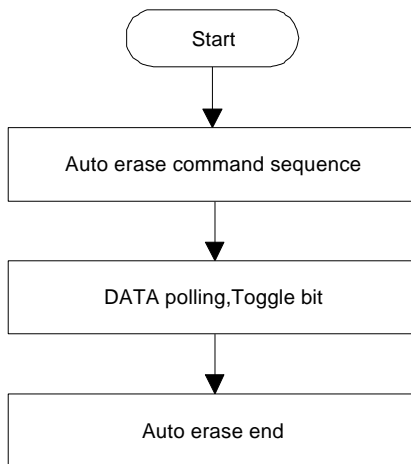 Start
Auto erase command sequence
DATA polling,Toggle bit
Auto erase end